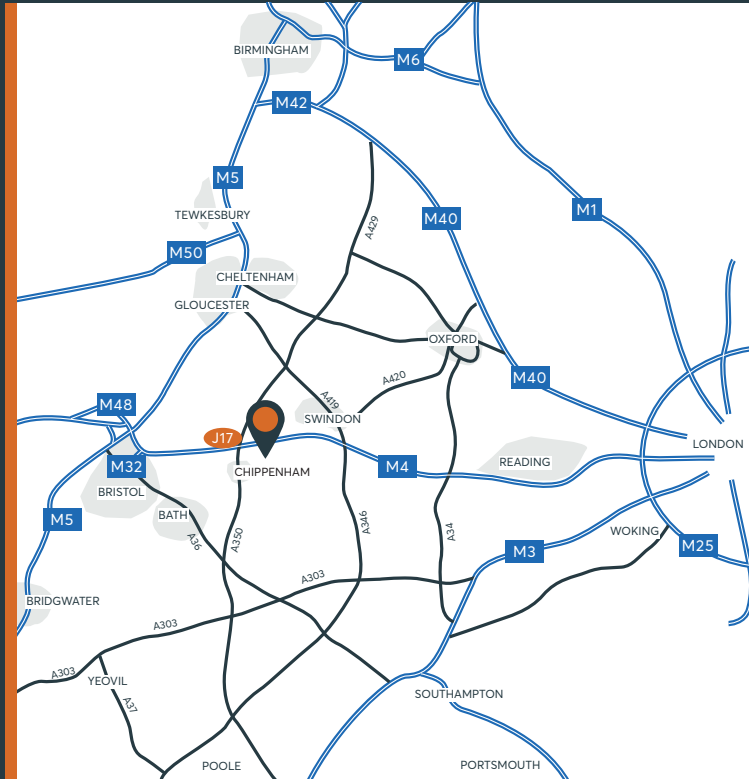 BIRMINGHAM
M6
M42
M5
M1
TEWKESBURY
M40
A429
M50
CHELTENHAM
GLOUCESTER
OXFORD
M40
A420
A419
M48
SWINDON
J17
LONDON
M32
M4
READING
CHIPPENHAM
BRISTOL
BATH
M5
A346
A34
WOKING
A36
A350
M3
M25
A303
BRIDGWATER
A303
A303
YEOVIL
SOUTHAMPTON
A37
POOLE
PORTSMOUTH